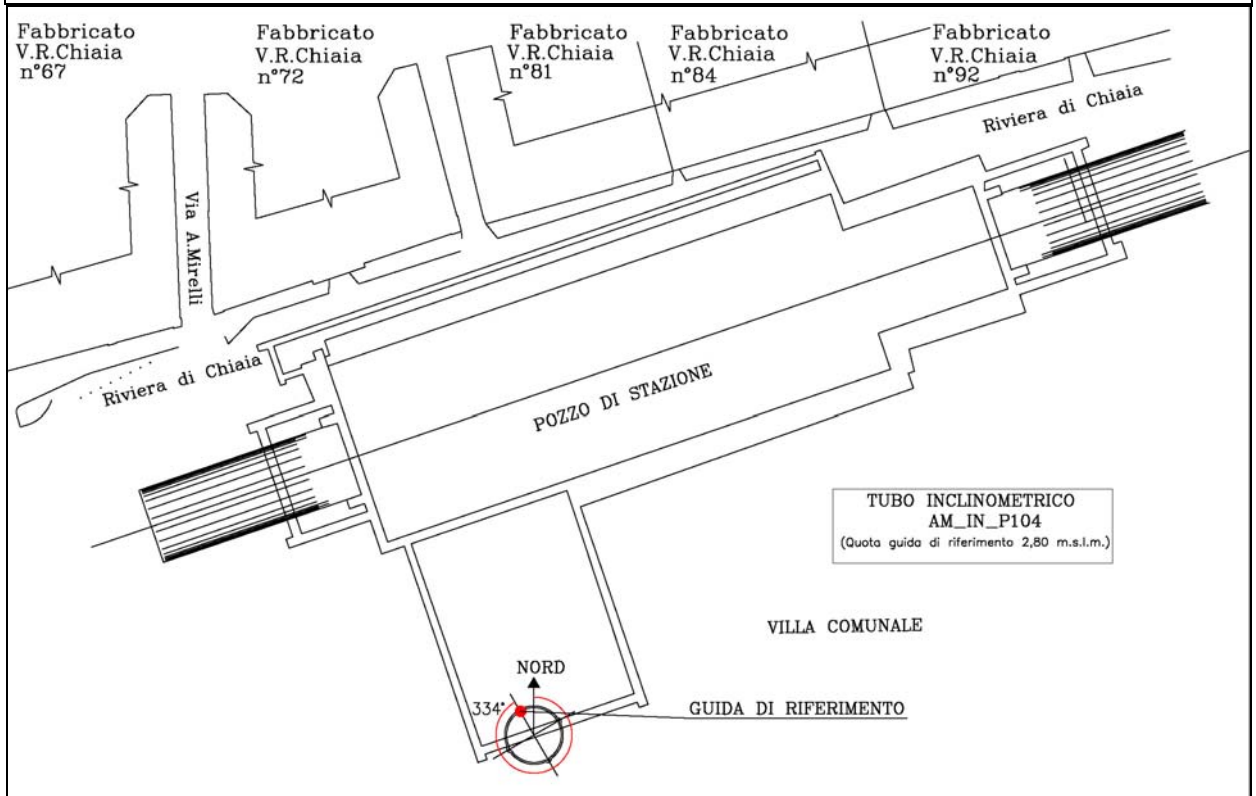 Fabbricato
V.R.Chiaia
n°67
Fabbricato
V.R.Chiaia
n°72
Fabbricato
V.R.Chiaia
n°81
Fabbricato
V.R.Chiaia
n°84
Fabbricato
V.R.Chiaia
n°92
Riviera di Chiaia
Via A.Mirelli
Riviera di Chiaia
POZZO DI STAZIONE
TUBO INCLINOMETRICO
AM_IN_P104
(Quota guida di riferimento 2,80 m.s.l.m.)
VILLA COMUNALE
NORD
334°
GUIDA DI RIFERIMENTO